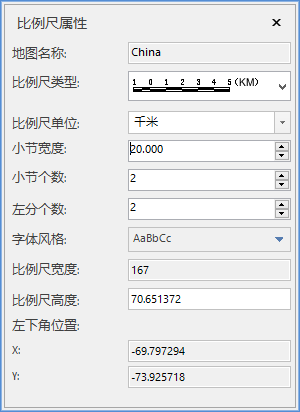 比例尺属性
地图名称: China
比例尺类型: 1 0 1 2 3 4 5 (KM)
比例尺单位: 千米
小节宽度: 20.000
小节个数: 2
左分个数: 2
字体风格: AaBbCc
比例尺宽度: 167
比例尺高度: 70.651372
左下角位置:
X: -69.797294
Y: -73.925718